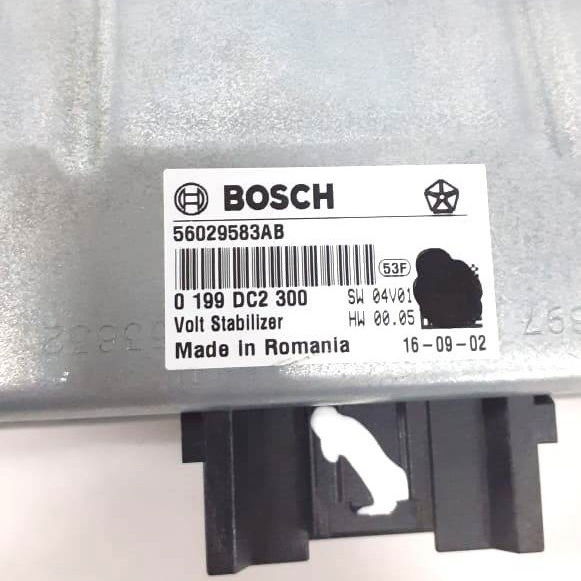 BOSCH
56029583AB
53F
0 199 DC2 300 SW 04V01
Volt Stabilizer HW 00.05
Made in Romania 16-09-02